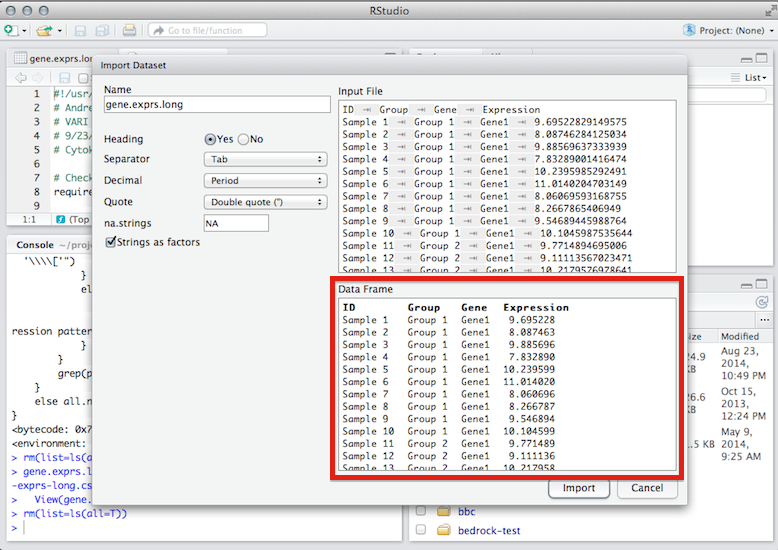 RStudio
Go to file/function
Project: (None)
gene.exprs.lon
List
1 #!/usr/
2 # Andre
3 # VARI
4 # 9/23/
5 # Cytok
6
7 # Check
8 require
1:1 (Top
Console ~/proj
'\\\\['")
}
el
ression patter
}
}
grep(p
}
else all.n
}
<bytecode: 0x7
<environment:
> rm(list=ls(a
> gene.exprs.l
-exprs-long.cs
> View(gene.
> rm(list=ls(all=T))
>
Import Dataset
Name
gene.exprs.long
Heading Yes No
Separator Tab
Decimal Period
Quote Double quote (")
na.strings NA
Strings as factors
Input File
ID ⇥ Group ⇥ Gene ⇥ Expression
Sample 1 ⇥ Group 1 ⇥ Gene1 ⇥ 9.69522829149575
Sample 2 ⇥ Group 1 ⇥ Gene1 ⇥ 8.08746284125034
Sample 3 ⇥ Group 1 ⇥ Gene1 ⇥ 9.88569637333939
Sample 4 ⇥ Group 1 ⇥ Gene1 ⇥ 7.83289001416474
Sample 5 ⇥ Group 1 ⇥ Gene1 ⇥ 10.2395985292491
Sample 6 ⇥ Group 1 ⇥ Gene1 ⇥ 11.0140204703149
Sample 7 ⇥ Group 1 ⇥ Gene1 ⇥ 8.06069593168755
Sample 8 ⇥ Group 1 ⇥ Gene1 ⇥ 8.2667865406949
Sample 9 ⇥ Group 1 ⇥ Gene1 ⇥ 9.54689445988764
Sample 10 ⇥ Group 1 ⇥ Gene1 ⇥ 10.1045987535644
Sample 11 ⇥ Group 2 ⇥ Gene1 ⇥ 9.7714894695006
Sample 12 ⇥ Group 2 ⇥ Gene1 ⇥ 9.11113567023471
Sample 13 ⇥ Group 2 ⇥ Gene1 ⇥ 10.2179576978641
Data Frame
ID Group Gene Expression
Sample 1 Group 1 Gene1 9.695228
Sample 2 Group 1 Gene1 8.087463
Sample 3 Group 1 Gene1 9.885696
Sample 4 Group 1 Gene1 7.832890
Sample 5 Group 1 Gene1 10.239599
Sample 6 Group 1 Gene1 11.014020
Sample 7 Group 1 Gene1 8.060696
Sample 8 Group 1 Gene1 8.266787
Sample 9 Group 1 Gene1 9.546894
Sample 10 Group 1 Gene1 10.104599
Sample 11 Group 2 Gene1 9.771489
Sample 12 Group 2 Gene1 9.111136
Sample 13 Group 2 Gene1 10.217958
Import Cancel
ize Modified
24.9 KB Aug 23, 2014, 10:49 PM
6.6 KB Oct 15, 2013, 12:24 PM
.5 KB May 9, 2014, 9:25 AM
bbc
bedrock-test